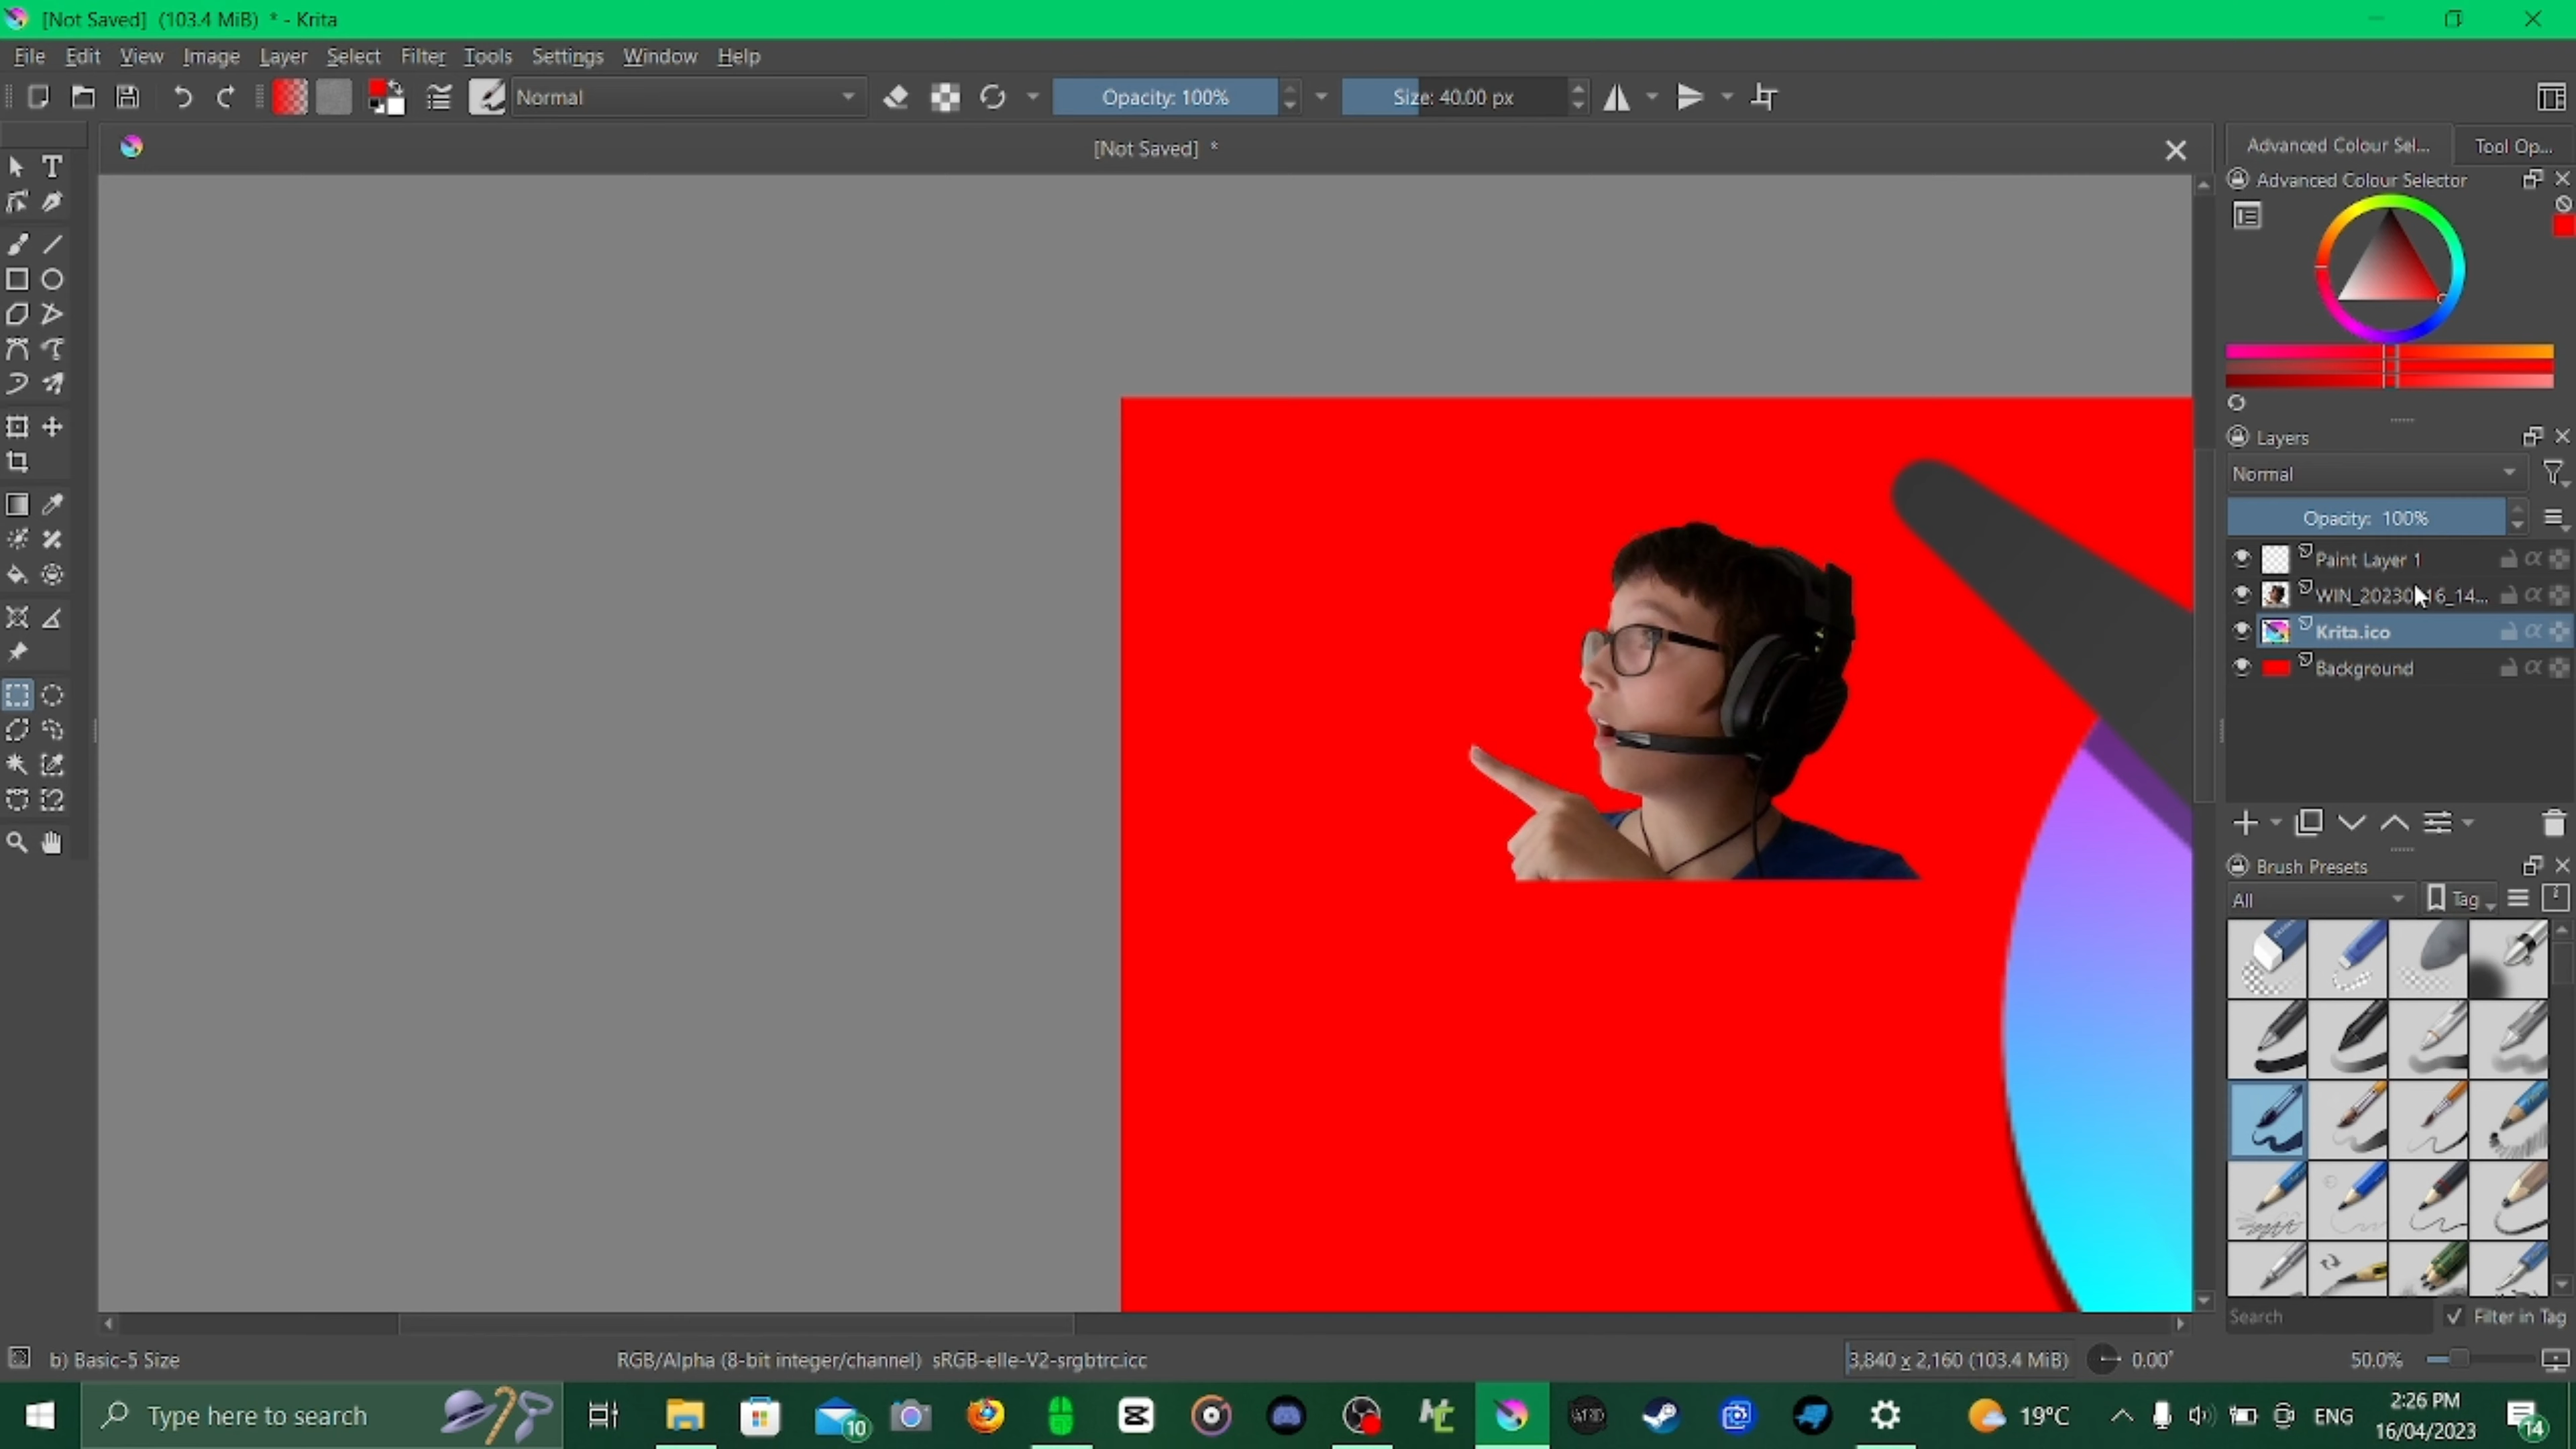 [Not Saved] (103.4 MiB) * - Krita
File Edit View Image Layer Select Filter Tools Settings Window Help
Normal
Opacity: 100%
Size: 40.00 px
[Not Saved] *
Advanced Colour Sel...
Tool Op...
Advanced Colour Selector
Layers
Normal
Opacity: 100%
Paint Layer 1
Krita.ico
Background
Brush Presets
All
Tag
Search
Filter in Tag
b) Basic-5 Size
RGB/Alpha (8-bit integer/channel) sRGB-elle-V2-srgbtrc.icc
3,840 x 2,160 (103.4 MiB)
0.00°
50.0%
Type here to search
10
19°C
ENG
2:26 PM
16/04/2023
14